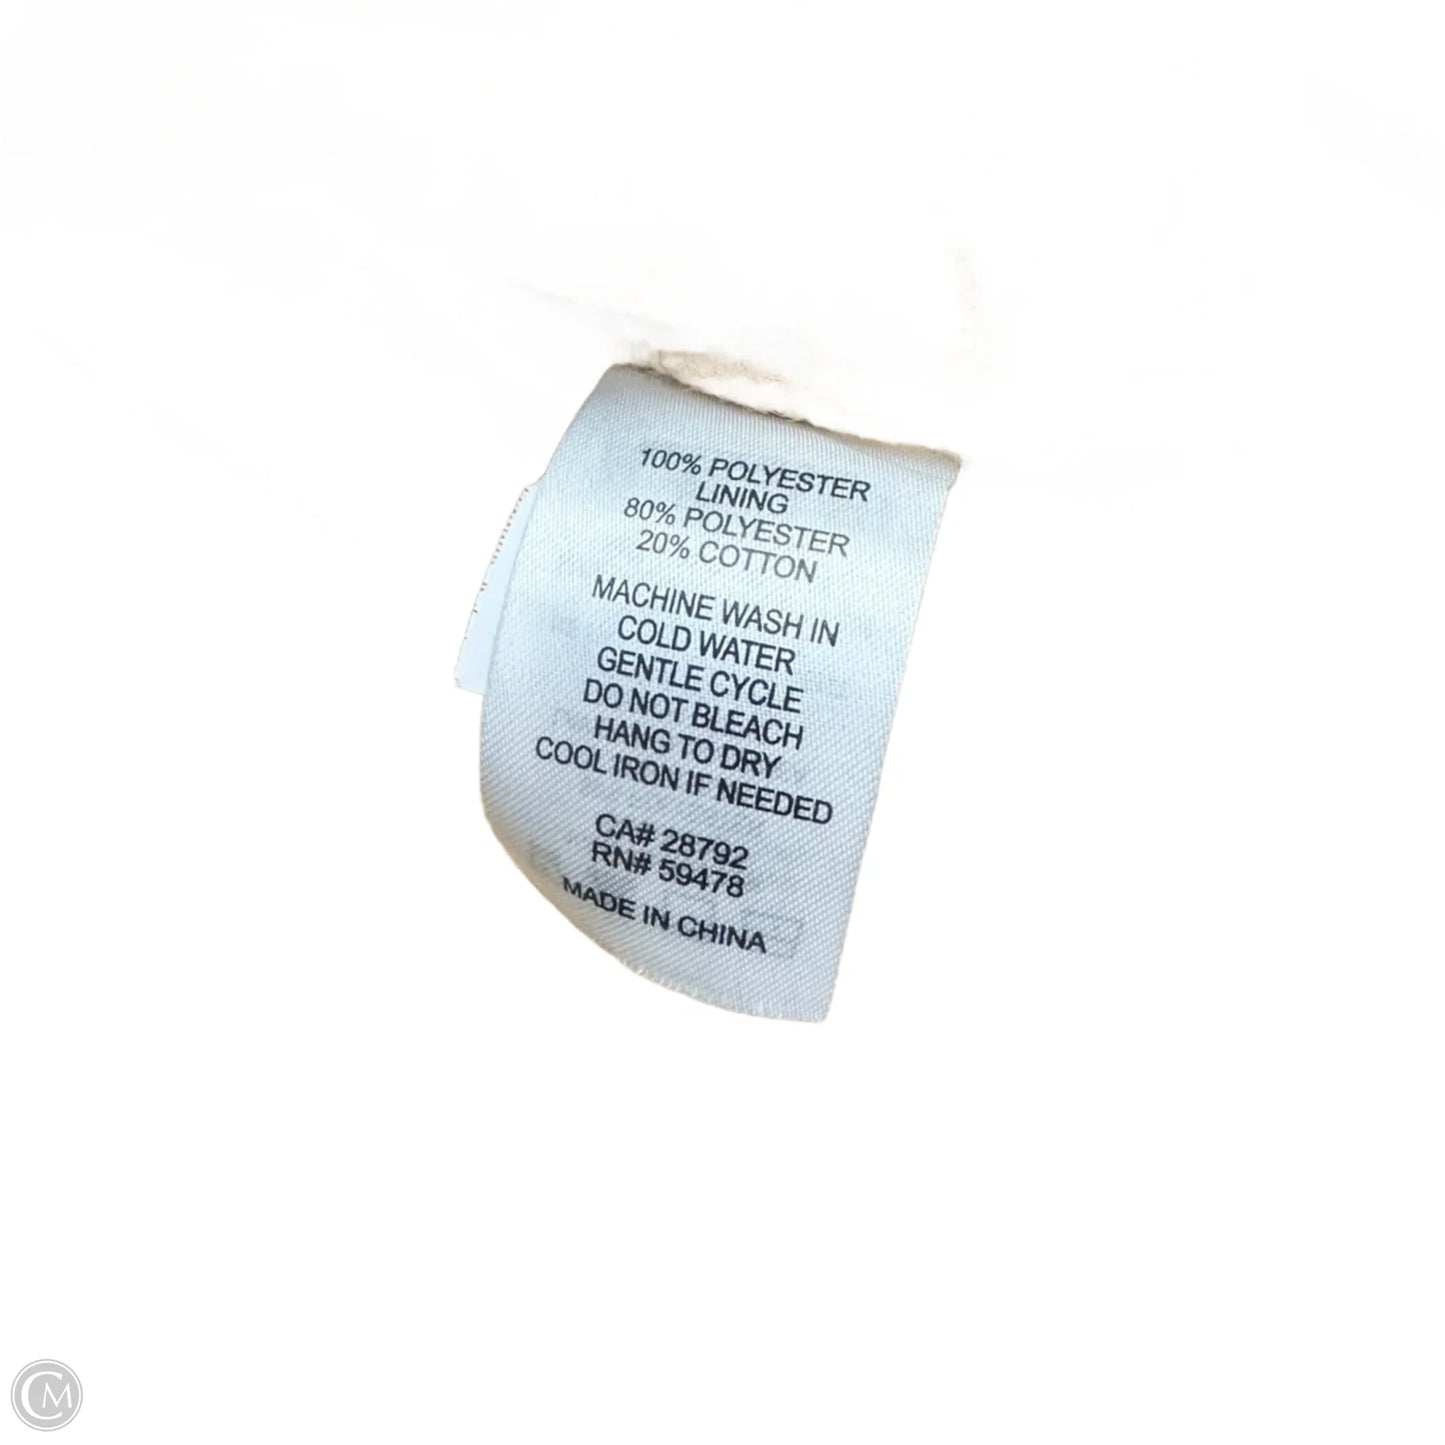 100% POLYESTER
LINING
80% POLYESTER
20% COTTON
MACHINE WASH IN
COLD WATER
GENTLE CYCLE
DO NOT BLEACH
HANG TO DRY
COOL IRON IF NEEDED
CA# 28792
RN# 59478
MADE IN CHINA
CM